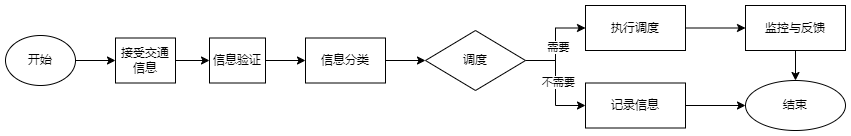 开始
接受交通
信息
信息验证
信息分类
调度
需要
不需要
执行调度
监控与反馈
记录信息
结束